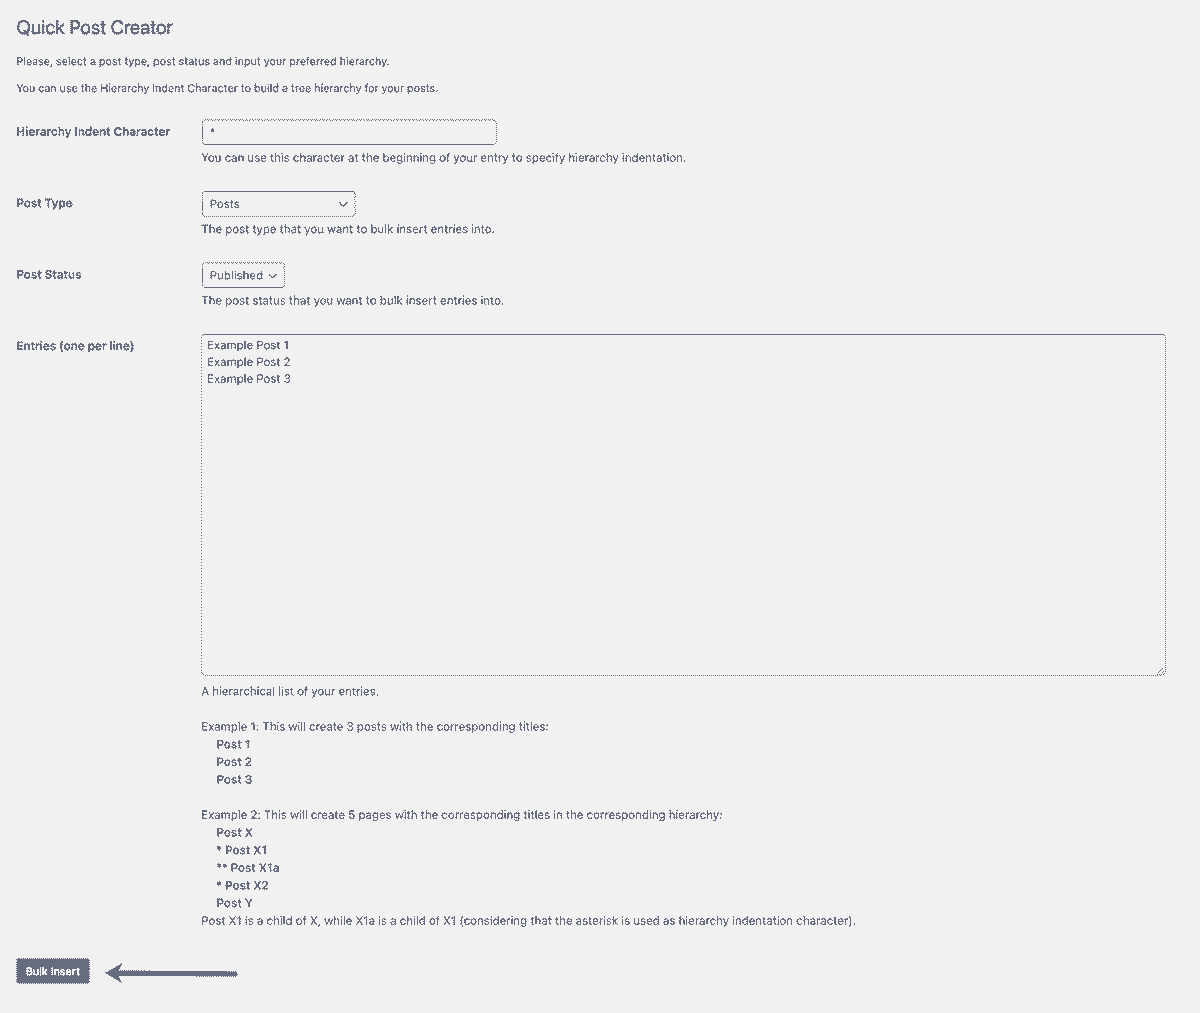 Quick Post Creator
Please, select a post type, post status and input your preferred hierarchy.
You can use the Hierarchy Indent Character to build a tree hierarchy for your posts.
Hierarchy Indent Character
*
You can use this character at the beginning of your entry to specify hierarchy indentation.
Post Type
Posts
The post type that you want to bulk insert entries into.
Post Status
Published
The post status that you want to bulk insert entries into.
Entries (one per line)
Example Post 1
Example Post 2
Example Post 3
A hierarchical list of your entries.
Example 1: This will create 3 posts with the corresponding titles:
Post 1
Post 2
Post 3
Example 2: This will create 5 pages with the corresponding titles in the corresponding hierarchy:
Post X
* Post X1
** Post X1a
* Post X2
Post Y
Post X1 is a child of X, while X1a is a child of X1 (considering that the asterisk is used as hierarchy indentation character).
Bulk Insert